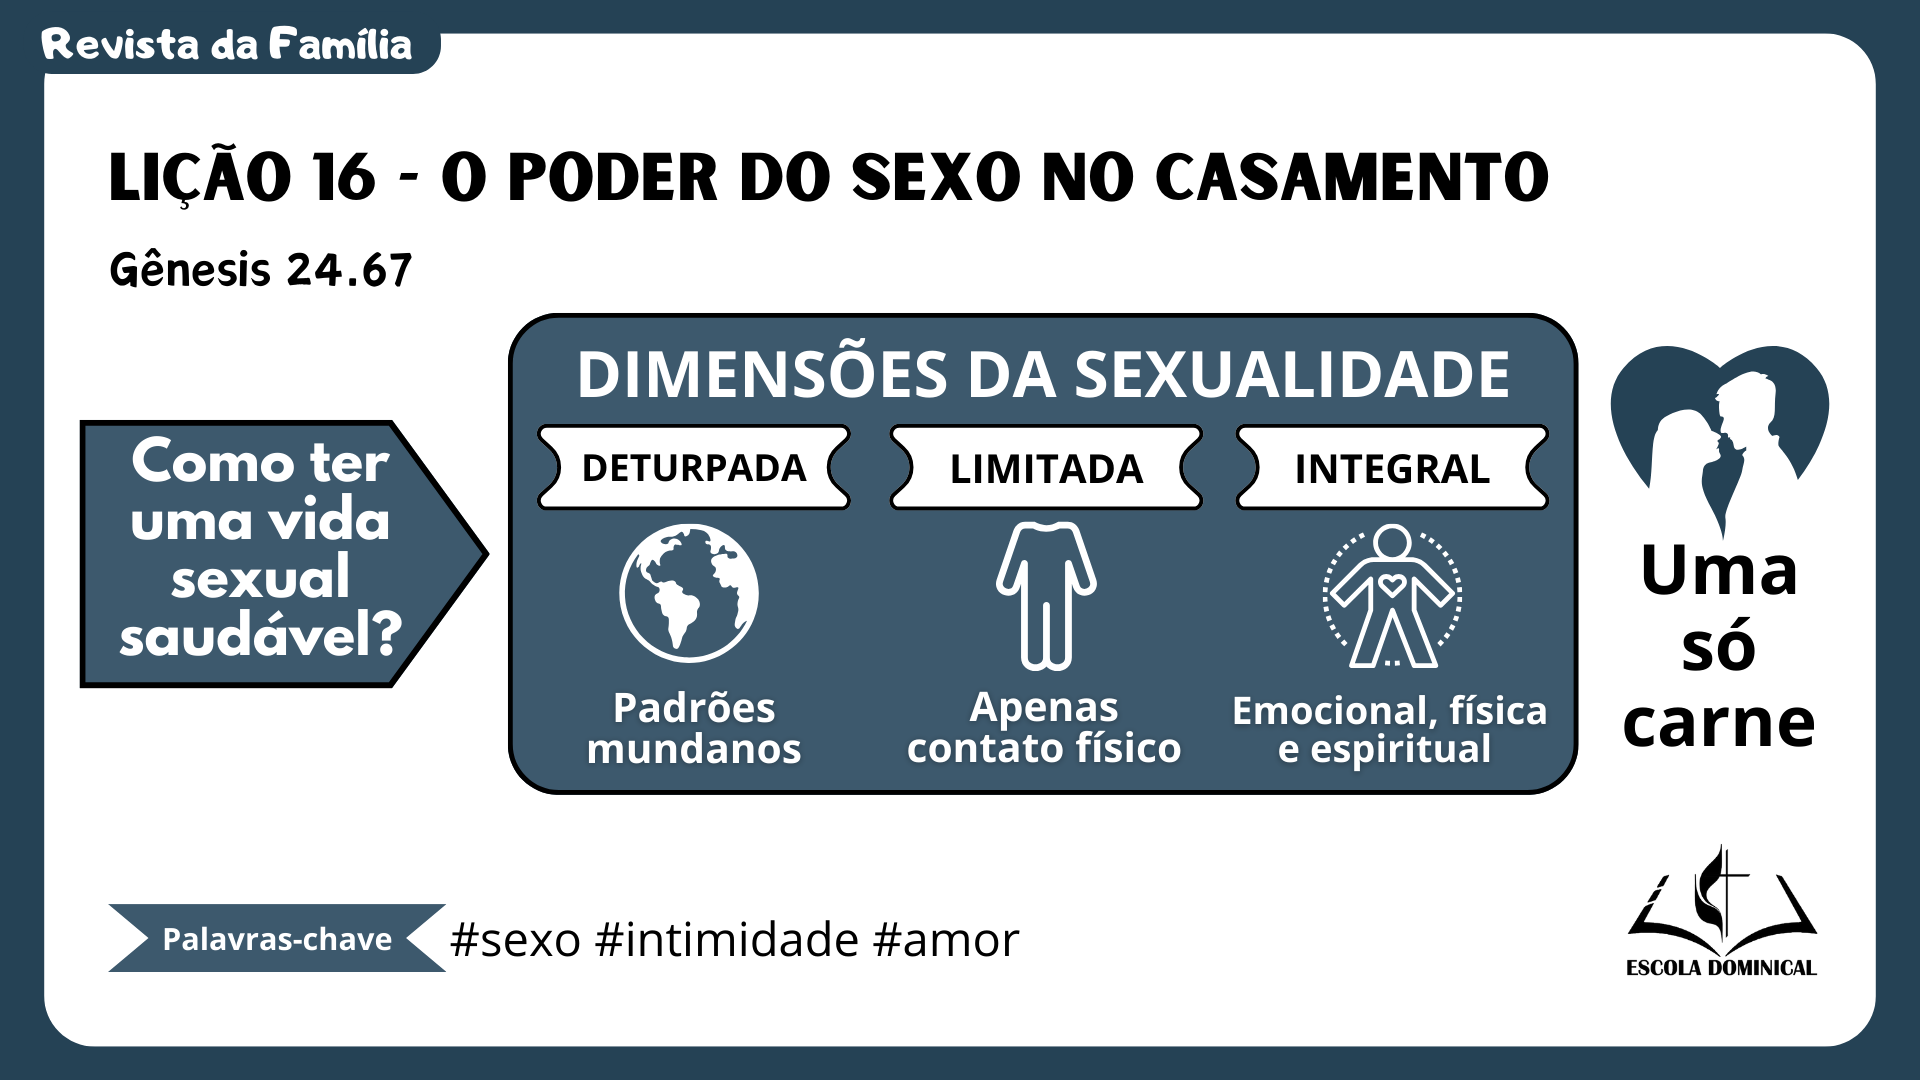 Revista da Família
LIÇÃO 16 - O PODER DO SEXO NO CASAMENTO
Gênesis 24.67
Como ter
uma vida
sexual
saudável?
DIMENSÕES DA SEXUALIDADE
DETURPADA
Padrões
mundanos
LIMITADA
Apenas
contato físico
INTEGRAL
Emocional, física
e espiritual
Uma
só
carne
Palavras-chave
#sexo #intimidade #amor
ESCOLA DOMINICAL